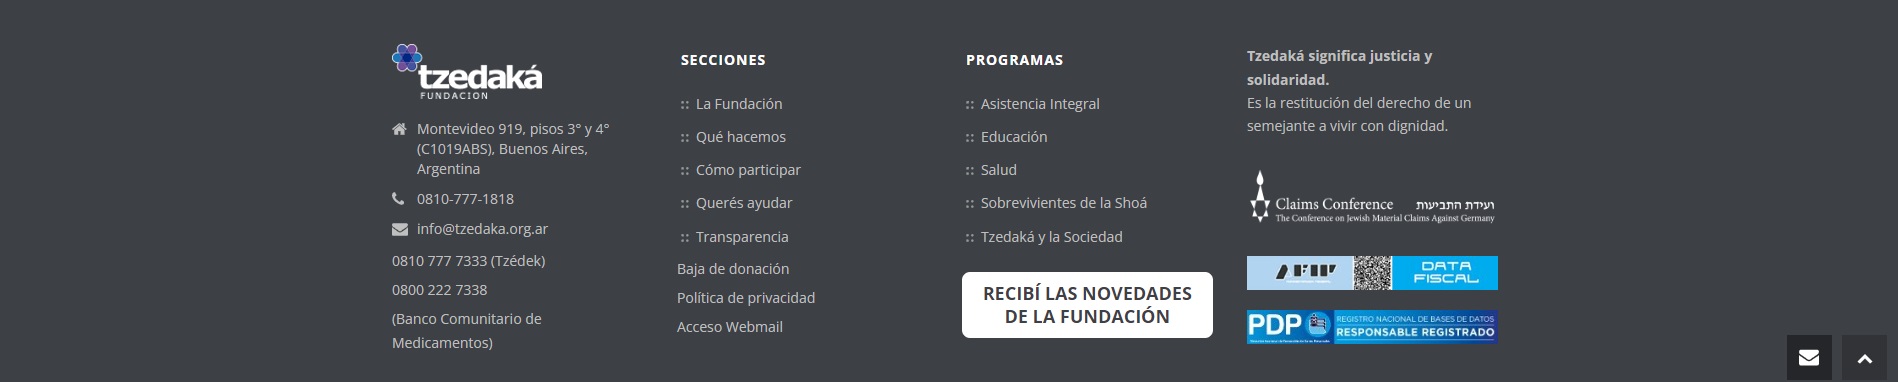 tzedaká
FUNDACION
Montevideo 919, pisos 3° y 4°
(C1019ABS), Buenos Aires,
Argentina
0810-777-1818
info@tzedaka.org.ar
0810 777 7333 (Tzédek)
0800 222 7338
(Banco Comunitario de
Medicamentos)
SECCIONES
:: La Fundación
:: Qué hacemos
:: Cómo participar
:: Querés ayudar
:: Transparencia
Baja de donación
Política de privacidad
Acceso Webmail
PROGRAMAS
:: Asistencia Integral
:: Educación
:: Salud
:: Sobrevivientes de la Shoá
:: Tzedaká y la Sociedad
RECIBÍ LAS NOVEDADES
DE LA FUNDACIÓN
Tzedaká significa justicia y
solidaridad.
Es la restitución del derecho de un
semejante a vivir con dignidad.
Claims Conference ועידת התביעות
The Conference on Jewish Material Claims Against Germany
AFIP
DATA
FISCAL
PDP
REGISTRO NACIONAL DE BASES DE DATOS
RESPONSABLE REGISTRADO